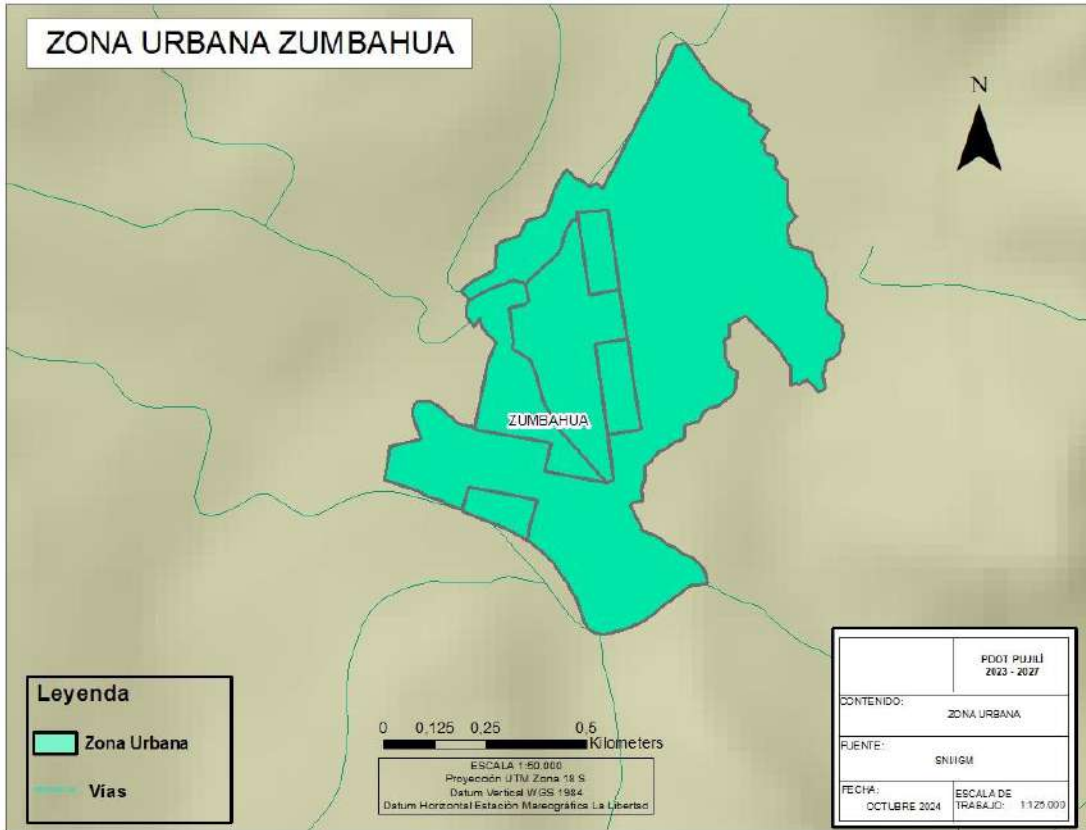 ZONA URBANA ZUMBAHUA
N
ZUMBAHUA
Leyenda
Zona Urbana
Vías
0 0,125 0,25 0,5
Kilometers
ESCALA 1:50.000
Proyección UTM Zona 18 S
Datum Vertical WGS 1984
Datum Horizontal Estación Mareográfica La Libertad
PDOT PUJILÍ
2023 - 2027
CONTENIDO:
ZONA URBANA
FUENTE:
SNI/IGM
FECHA:
OCTUBRE 2024
ESCALA DE
TRABAJO: 1:125.000